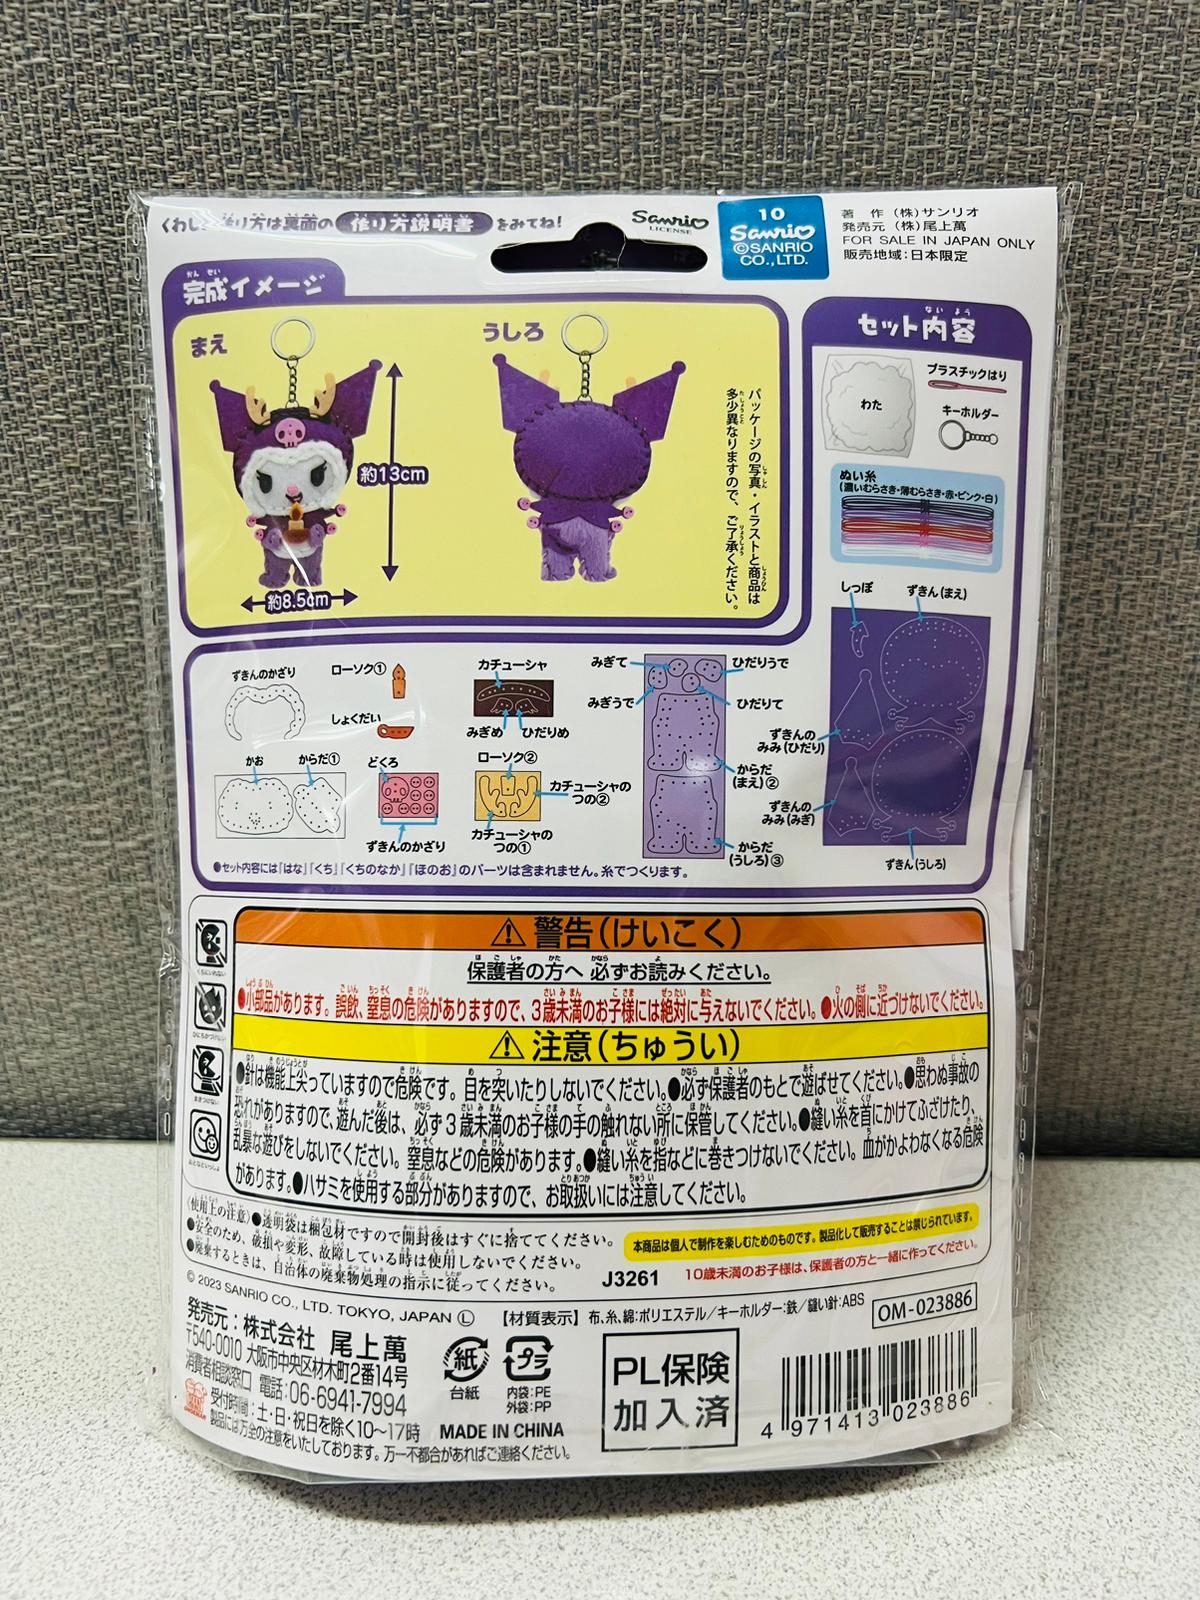 くわしい作り方は裏面の 作り方説明書 をみてね!
Sanrio
LICENSE
10
Sanrio
©SANRIO
CO.,LTD.
著 作 (株)サンリオ
発売元 (株)尾上萬
FOR SALE IN JAPAN ONLY
販売地域:日本限定
完成イメージ
まえ
うしろ
約13cm
約8.5cm
パッケージの写真・イラストと商品は
多少異なりますので、ご了承ください。
セット内容
わた
プラスチックはり
キーホルダー
ぬい糸
(濃いむらさき・薄むらさき・赤・ピンク・白)
しっぽ
ずきん(まえ)
ずきんの
みみ(ひだり)
ずきんの
みみ(みぎ)
ずきん(うしろ)
ずきんのかざり
ローソク①
しょくだい
カチューシャ
みぎめ
ひだりめ
みぎて
ひだりうで
みぎうで
ひだりて
かお
からだ①
どくろ
ずきんのかざり
ローソク②
カチューシャの
つの②
カチューシャの
つの①
からだ
(まえ)②
からだ
(うしろ)③
●セット内容には「はな」「くち」「くちのなか」「ほのお」のパーツは含まれません。糸でつくります。
⚠警告(けいこく)
保護者の方へ 必ずお読みください。
●小部品があります。誤飲、窒息の危険がありますので、3歳未満のお子様には絶対に与えないでください。●火の側に近づけないでください。
⚠注意(ちゅうい)
●針は機能上尖っていますので危険です。目を突いたりしないでください。●必ず保護者のもとで遊ばせてください。●思わぬ事故の
恐れがありますので、遊んだ後は、必ず3歳未満のお子様の手の触れない所に保管してください。●縫い糸を首にかけてふざけたり、
乱暴な遊びをしないでください。窒息などの危険があります。●縫い糸を指などに巻きつけないでください。血がかよわなくなる危険
があります。●ハサミを使用する部分がありますので、お取扱いには注意してください。
〈使用上の注意〉●透明袋は梱包材ですので開封後はすぐに捨ててください。
●安全のため、破損や変形、故障している時は使用しないでください。
●廃棄するときは、自治体の廃棄物処理の指示に従ってください。
本商品は個人で制作を楽しむためのものです。製品化して販売することは禁じられています。
J3261
10歳未満のお子様は、保護者の方と一緒に作ってください。
© 2023 SANRIO CO., LTD. TOKYO, JAPAN Ⓛ
【材質表示】布、糸、綿:ポリエステル/キーホルダー:鉄/縫い針:ABS
OM-023886
発売元:株式会社 尾上萬
〒540-0010 大阪市中央区材木町2番14号
消費者相談窓口 電話:06-6941-7994
受付時間:土・日・祝日を除く10〜17時
製品には万全の注意をいたしております。万一不都合があればご連絡ください。
紙
台紙
プラ
内袋:PE
外袋:PP
MADE IN CHINA
PL保険
加入済
4 971413 023886